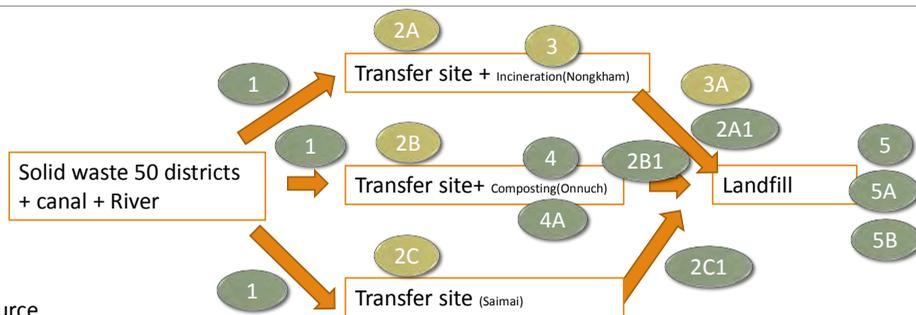 2A
3
Transfer site + Incineration(Nongkham)
1
3A
2A1
1
2B
4
2B1
5
Solid waste 50 districts
+ canal + River
Transfer site+ Composting(Onnuch)
Landfill
5A
4A
5B
2C
2C1
1
Transfer site (Saimai)